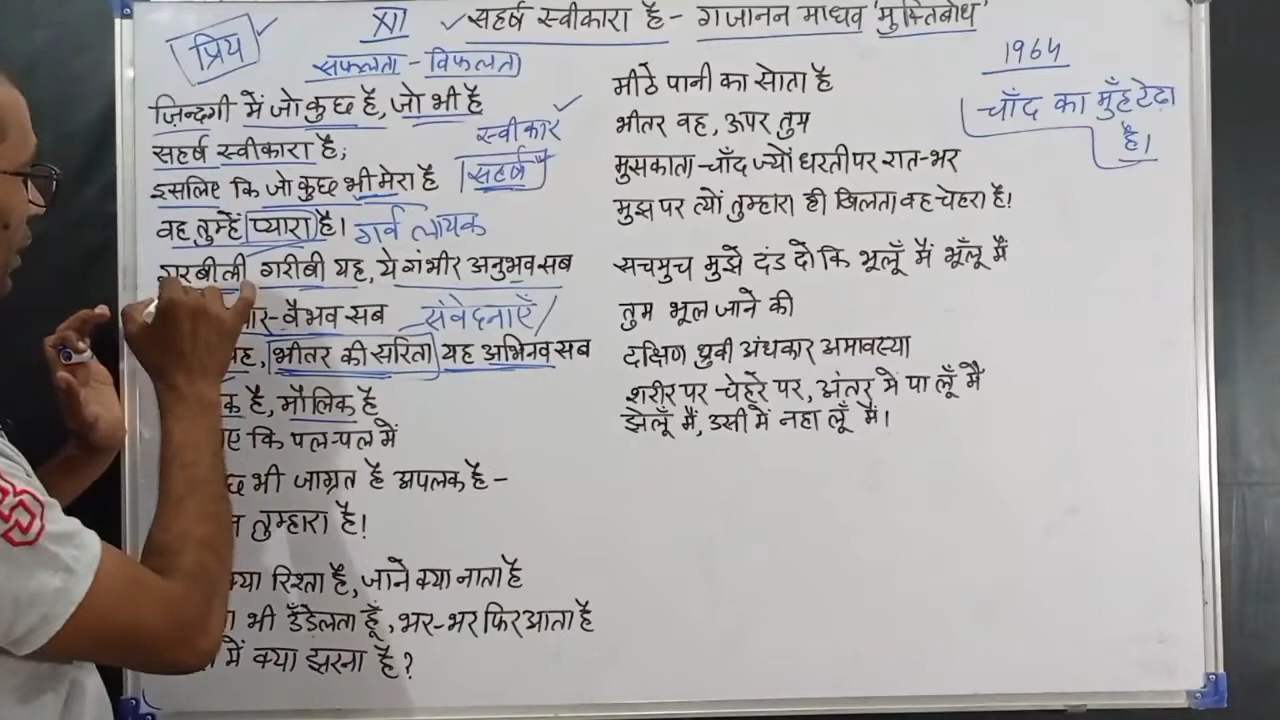 XII
✓सहर्ष स्वीकारा है - गजानन माधव 'मुक्तिबोध'
प्रिय
सफलता - विफलता
ज़िन्दगी में जो कुछ है, जो भी है
सहर्ष स्वीकारा है;
स्वीकार
इसलिए कि जो कुछ भी मेरा है
सहर्ष
वह तुम्हें प्यारा है।
गर्व लायक
गरबीली गरीबी यह, ये गंभीर अनुभव सब
वैभव सब
संवेदनाएँ
भीतर की सरिता यह अभिनव सब
है, मौलिक है
कि पल-पल में
भी जाग्रत है अपलक है -
तुम्हारा है!
क्या रिश्ता है, जाने क्या नाता है
भी उँडेलता हूँ, भर-भर फिर आता है
में क्या झरना है?
मीठे पानी का सोता है
भीतर वह, ऊपर तुम
मुसकाता चाँद ज्यों धरती पर रात-भर
मुझ पर त्यों तुम्हारा ही खिलता वह चेहरा है!
सचमुच मुझे दंड दो कि भूलूँ मैं भूलूँ मैं
तुम भूल जाने की
दक्षिण ध्रुवी अंधकार अमावस्या
शरीर पर चेहरे पर, अंतर में पा लूँ मैं
झेलूँ मैं, उसी में नहा लूँ मैं।
1964
चाँद का मुँह टेढ़ा
है।